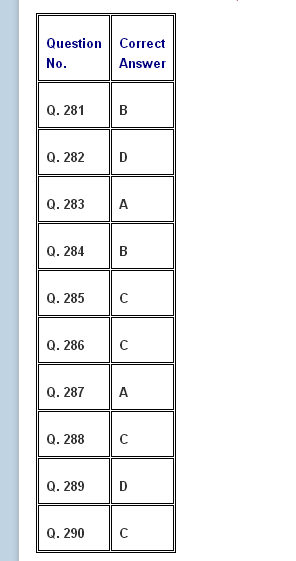 Question Correct
No. Answer
Q. 281 B
Q. 282 D
Q. 283 A
Q. 284 B
Q. 285 C
Q. 286 C
Q. 287 A
Q. 288 C
Q. 289 D
Q. 290 C